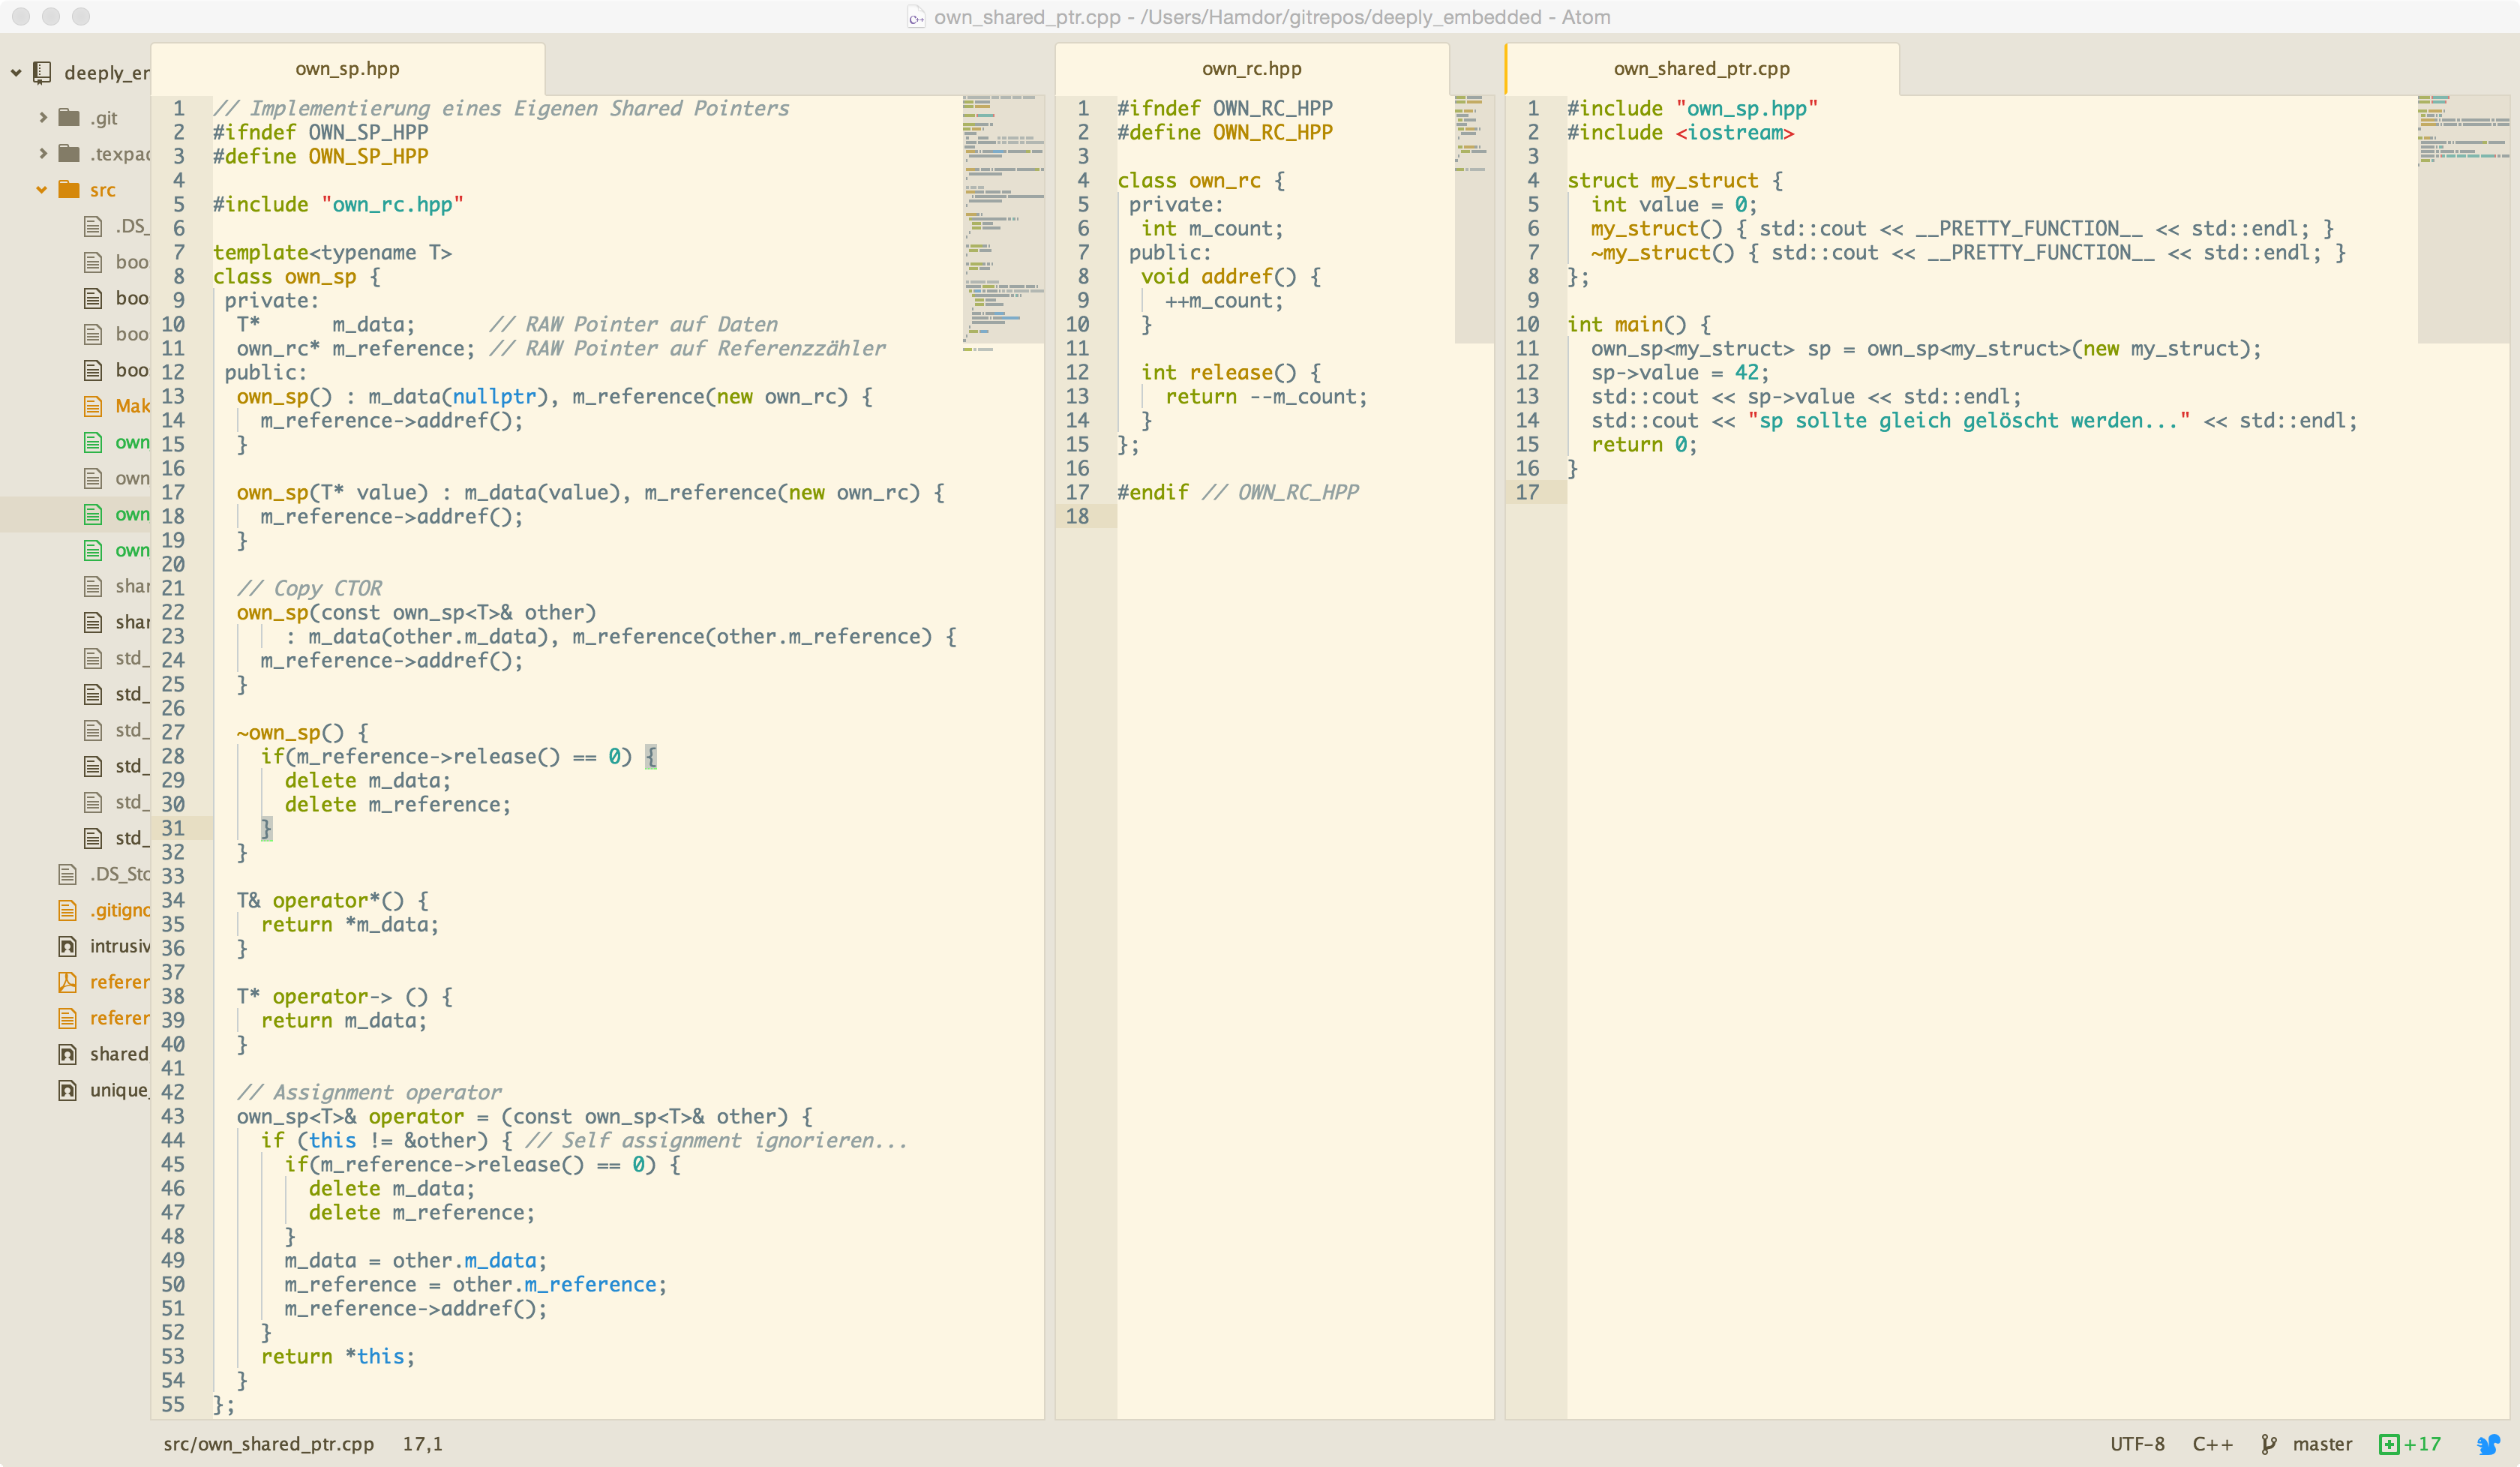 own_shared_ptr.cpp - /Users/Hamdor/gitrepos/deeply_embedded - Atom
deeply_er
.git
.texpad
src
.DS_
boo
boo
boo
boo
Mak
own
own
own
own
shar
shar
std_
std_
std_
std_
std_
std_
.DS_Sto
.gitigno
intrusiv
referer
referer
shared
unique_
own_sp.hpp
1 // Implementierung eines Eigenen Shared Pointers
2 #ifndef OWN_SP_HPP
3 #define OWN_SP_HPP
4
5 #include "own_rc.hpp"
6
7 template<typename T>
8 class own_sp {
9 private:
10 T* m_data; // RAW Pointer auf Daten
11 own_rc* m_reference; // RAW Pointer auf Referenzzähler
12 public:
13 own_sp() : m_data(nullptr), m_reference(new own_rc) {
14 m_reference->addref();
15 }
16
17 own_sp(T* value) : m_data(value), m_reference(new own_rc) {
18 m_reference->addref();
19 }
20
21 // Copy CTOR
22 own_sp(const own_sp<T>& other)
23 : m_data(other.m_data), m_reference(other.m_reference) {
24 m_reference->addref();
25 }
26
27 ~own_sp() {
28 if(m_reference->release() == 0) {
29 delete m_data;
30 delete m_reference;
31 }
32 }
33
34 T& operator*() {
35 return *m_data;
36 }
37
38 T* operator-> () {
39 return m_data;
40 }
41
42 // Assignment operator
43 own_sp<T>& operator = (const own_sp<T>& other) {
44 if (this != &other) { // Self assignment ignorieren...
45 if(m_reference->release() == 0) {
46 delete m_data;
47 delete m_reference;
48 }
49 m_data = other.m_data;
50 m_reference = other.m_reference;
51 m_reference->addref();
52 }
53 return *this;
54 }
55 };
own_rc.hpp
1 #ifndef OWN_RC_HPP
2 #define OWN_RC_HPP
3
4 class own_rc {
5 private:
6 int m_count;
7 public:
8 void addref() {
9 ++m_count;
10 }
11
12 int release() {
13 return --m_count;
14 }
15 };
16
17 #endif // OWN_RC_HPP
18
own_shared_ptr.cpp
1 #include "own_sp.hpp"
2 #include <iostream>
3
4 struct my_struct {
5 int value = 0;
6 my_struct() { std::cout << __PRETTY_FUNCTION__ << std::endl; }
7 ~my_struct() { std::cout << __PRETTY_FUNCTION__ << std::endl; }
8 };
9
10 int main() {
11 own_sp<my_struct> sp = own_sp<my_struct>(new my_struct);
12 sp->value = 42;
13 std::cout << sp->value << std::endl;
14 std::cout << "sp sollte gleich gelöscht werden..." << std::endl;
15 return 0;
16 }
17
src/own_shared_ptr.cpp 17,1
UTF-8 C++ master +17